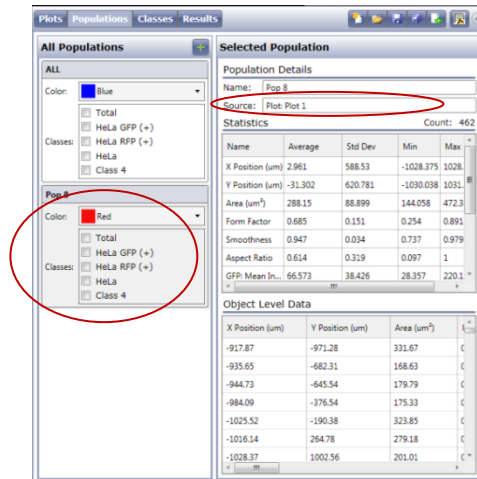 Plots Populations Classes Results
All Populations
ALL
Color: Blue
Classes:
Total
HeLa GFP (+)
HeLa RFP (+)
HeLa
Class 4
Pop 8
Color: Red
Classes:
Total
HeLa GFP (+)
HeLa RFP (+)
HeLa
Class 4
Selected Population
Population Details
Name: Pop 8
Source: Plot: Plot 1
Statistics Count: 462
Name Average Std Dev Min Max
X Position (um) 2.961 588.53 -1028.375 1028.
Y Position (um) -31.302 620.781 -1030.038 1031.
Area (um²) 288.15 88.899 144.058 472.3
Form Factor 0.685 0.151 0.254 0.891
Smoothness 0.947 0.034 0.737 0.979
Aspect Ratio 0.614 0.319 0.097 1
GFP: Mean In... 66.573 38.426 28.357 220.1
Object Level Data
X Position (um) Y Position (um) Area (um²)
-917.87 -971.28 331.67
-935.65 -682.31 168.63
-944.73 -645.54 179.79
-984.09 -376.54 175.33
-1025.52 -190.38 323.85
-1016.14 264.78 279.18
-1028.37 1002.56 201.01